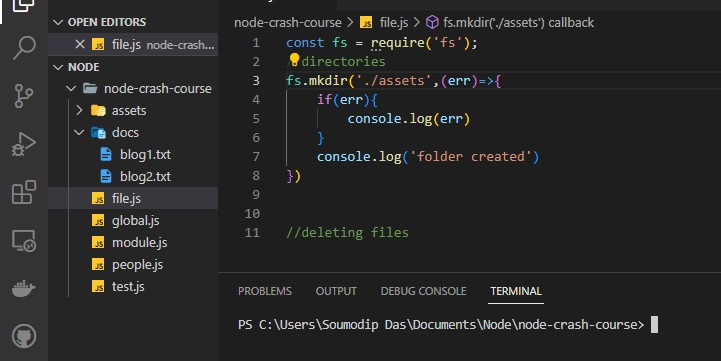 OPEN EDITORS
file.js node-crash...
NODE
node-crash-course
assets
docs
blog1.txt
blog2.txt
file.js
global.js
module.js
people.js
test.js
node-crash-course > file.js > fs.mkdir('./assets') callback
1 const fs = require('fs');
2 /directories
3 fs.mkdir('./assets',(err)=>{
4 if(err){
5 console.log(err)
6 }
7 console.log('folder created')
8 })
9
10
11 //deleting files
PROBLEMS OUTPUT DEBUG CONSOLE TERMINAL
PS C:\Users\Soumodip Das\Documents\Node\node-crash-course>